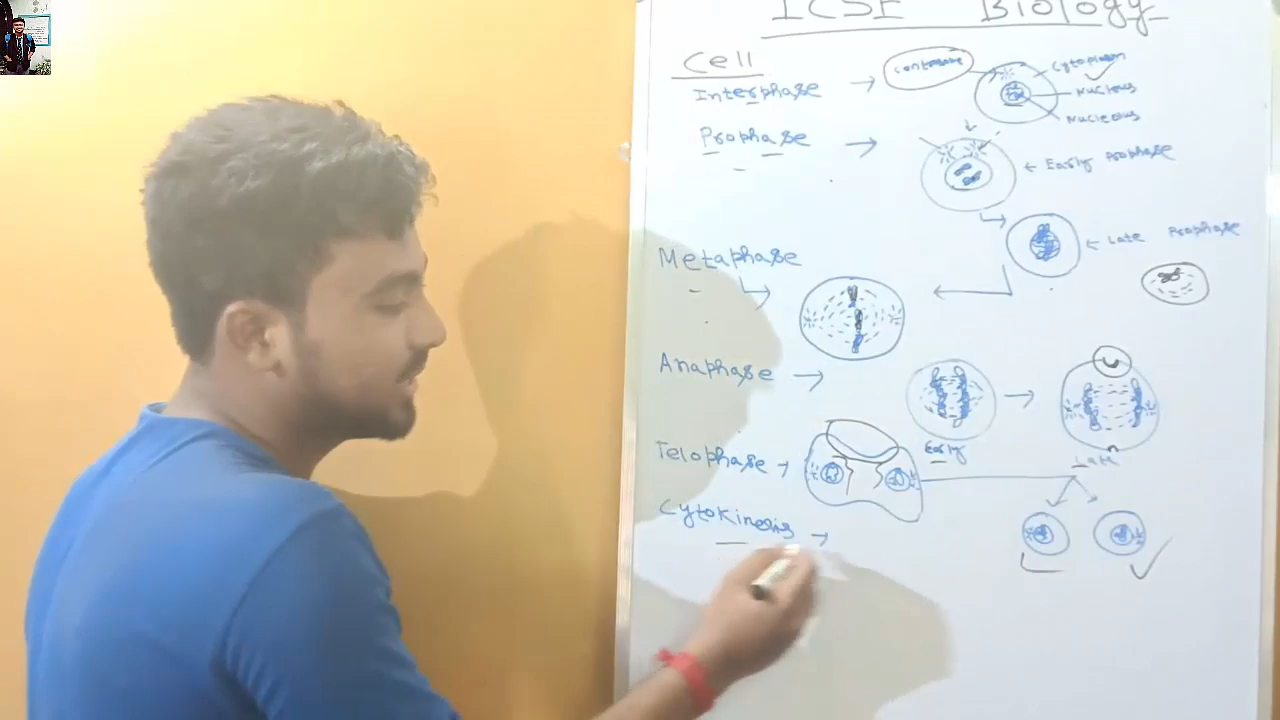 ICSE Biology
Cell
Interphase → centrosome
Cytoplasm
Nucleus
Nucleolus
Prophase →
← Early Prophase
← Late Prophase
Metaphase
Anaphase →
Early
Late
Telophase →
Cytokinesis →